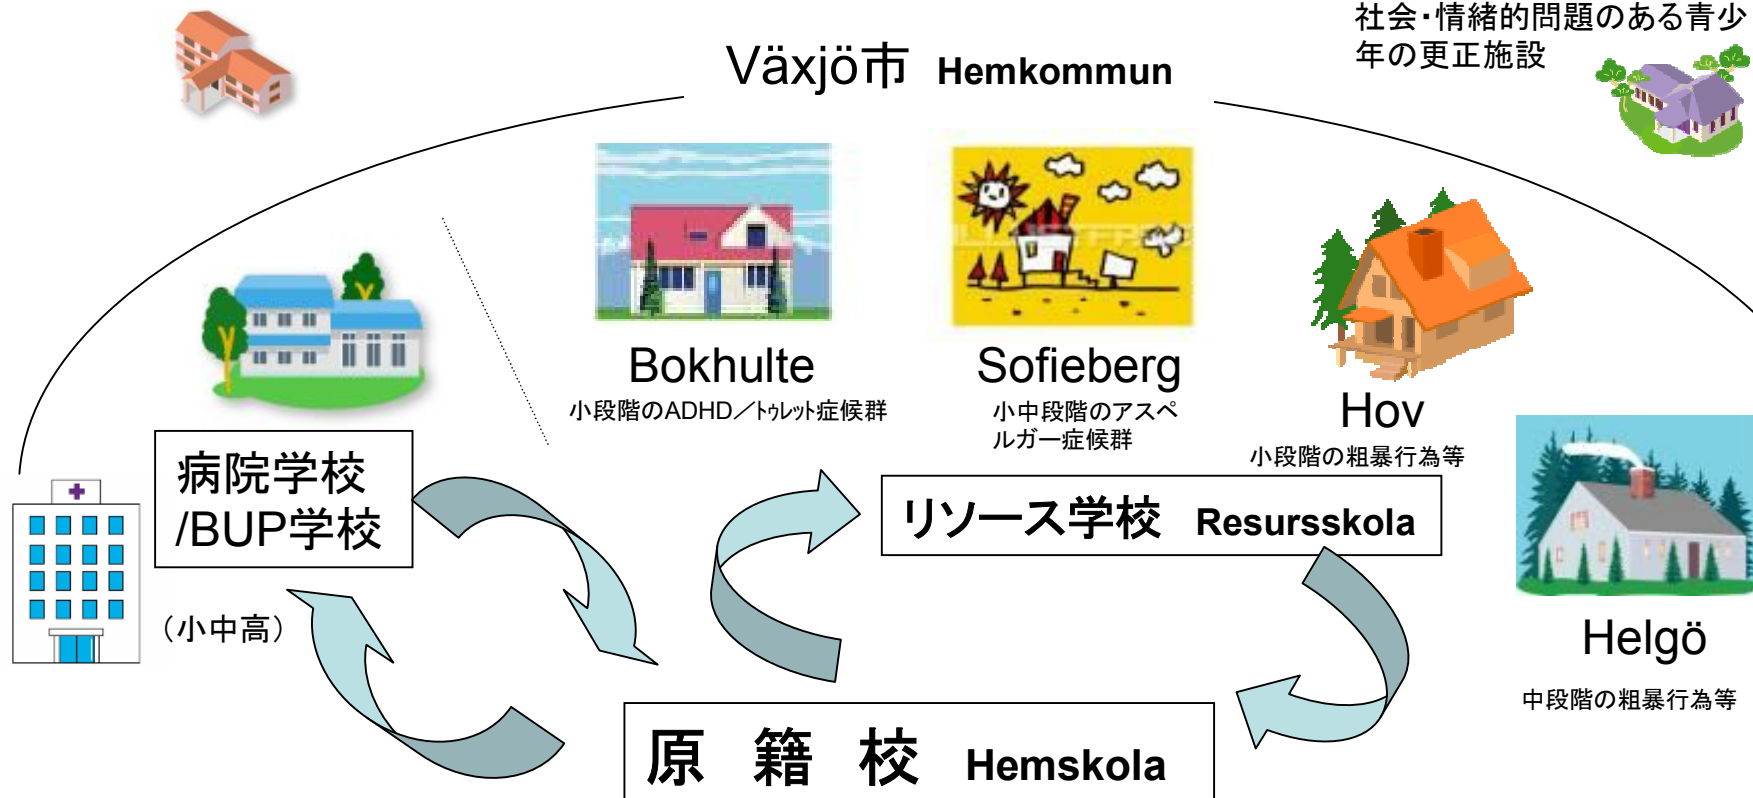 社会・情緒的問題のある青少
年の更正施設
Växjö市 Hemkommun
Bokhulte
小段階のADHD／トゥレット症候群
Sofieberg
小中段階のアスペ
ルガー症候群
Hov
小段階の粗暴行為等
病院学校
/BUP学校
（小中高）
リソース学校 Resursskola
Helgö
中段階の粗暴行為等
原 籍 校 Hemskola